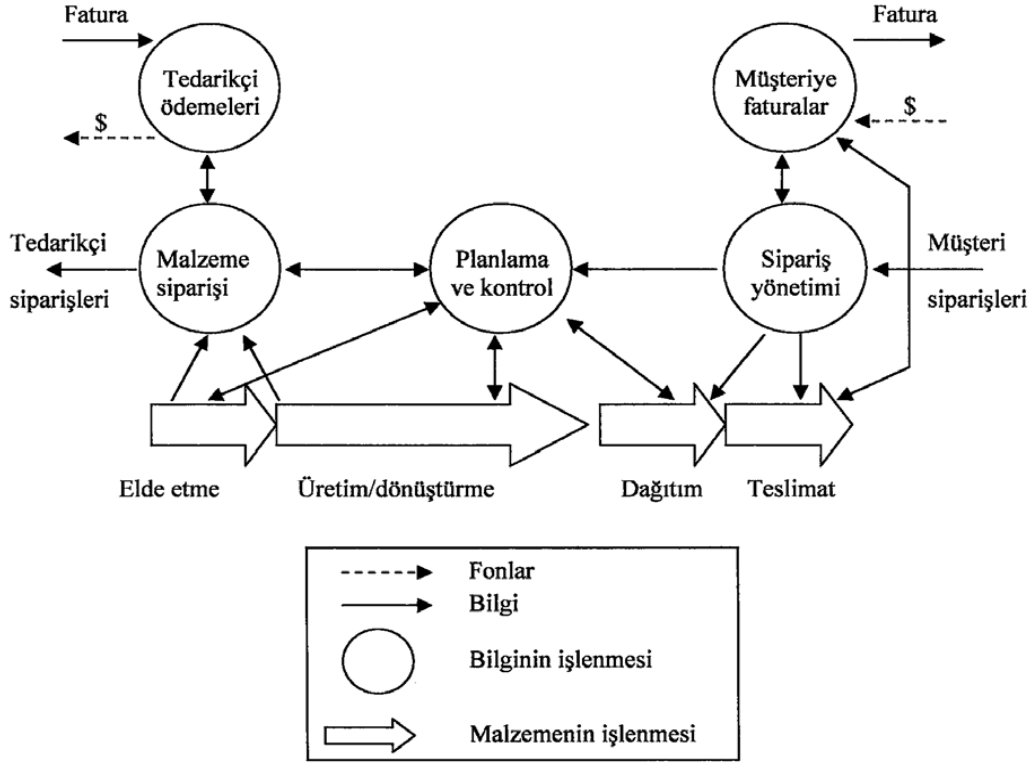 Fatura
Fatura
Tedarikçi
ödemeleri
Müşteriye
faturalar
$
$
Tedarikçi
siparişleri
Malzeme
siparişi
Planlama
ve kontrol
Sipariş
yönetimi
Müşteri
siparişleri
Elde etme
Üretim/dönüştürme
Dağıtım
Teslimat
Fonlar
Bilgi
Bilginin işlenmesi
Malzemenin işlenmesi